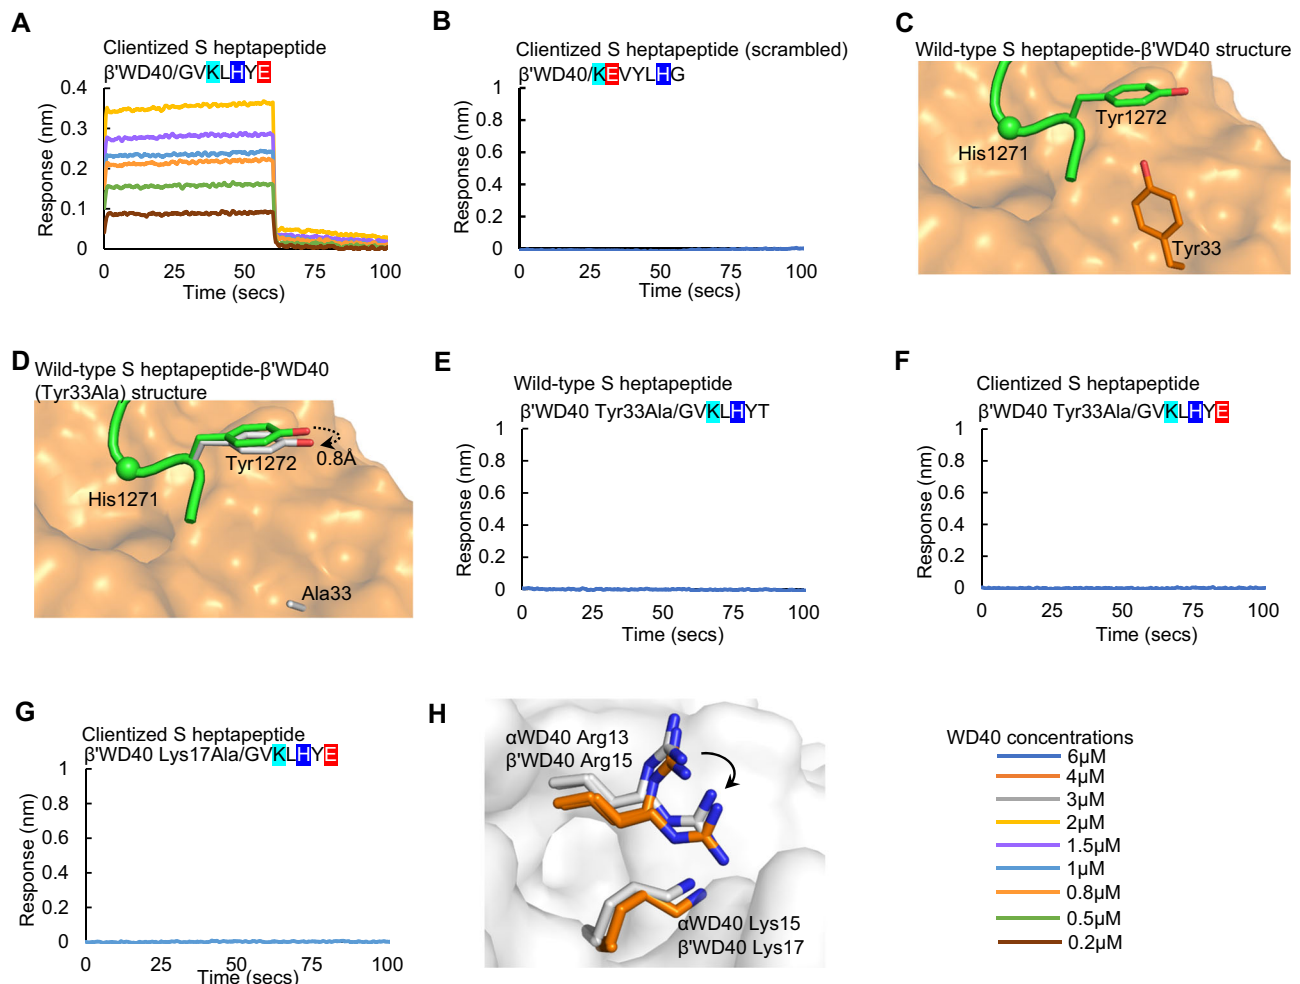 A
Clientized S heptapeptide
β'WD40/GVKLHYE
0.4
0.3
0.2
0.1
0
Response (nm)
0 25 50 75 100
Time (secs)
B
Clientized S heptapeptide (scrambled)
β'WD40/KEVYLHG
1
0.8
0.6
0.4
0.2
0
Response (nm)
0 25 50 75 100
Time (secs)
C
Wild-type S heptapeptide-β'WD40 structure
Tyr1272
His1271
Tyr33
D
Wild-type S heptapeptide-β'WD40
(Tyr33Ala) structure
Tyr1272
0.8Å
His1271
Ala33
E
Wild-type S heptapeptide
β'WD40 Tyr33Ala/GVKLHYT
1
0.8
0.6
0.4
0.2
0
Response (nm)
0 25 50 75 100
Time (secs)
F
Clientized S heptapeptide
β'WD40 Tyr33Ala/GVKLHYE
1
0.8
0.6
0.4
0.2
0
Response (nm)
0 25 50 75 100
Time (secs)
G
Clientized S heptapeptide
β'WD40 Lys17Ala/GVKLHYE
1
0.8
0.6
0.4
0.2
0
Response (nm)
0 25 50 75 100
Time (secs)
H
αWD40 Arg13
β'WD40 Arg15
αWD40 Lys15
β'WD40 Lys17
WD40 concentrations
6µM
4µM
3µM
2µM
1.5µM
1µM
0.8µM
0.5µM
0.2µM